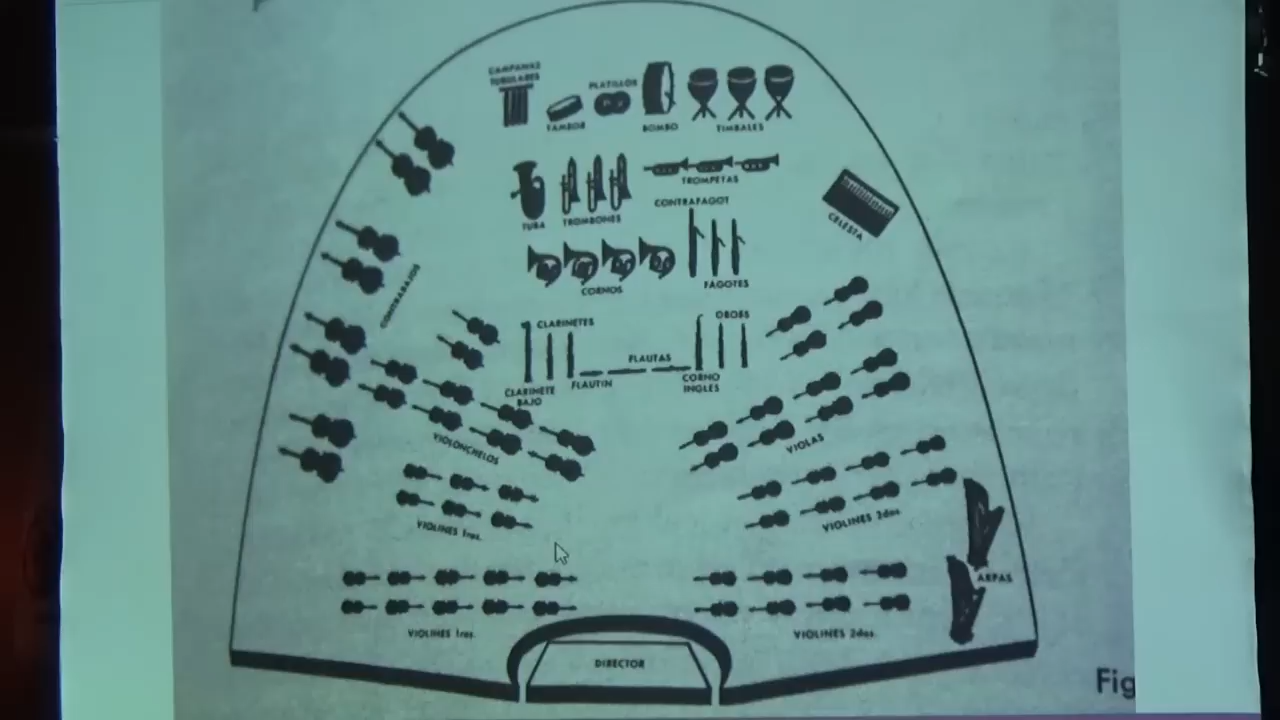 CAMPANAS
TUBULARES
PLATILLOS
TAMBOR
BOMBO
TIMBALES
TROMPETAS
CONTRAFAGOT
TUBA
TROMBONES
CELESTA
CORNOS
FAGOTES
CONTRABAJOS
CLARINETES
OBOES
FLAUTAS
FLAUTIN
CLARINETE
BAJO
CORNO
INGLES
VIOLONCHELOS
VIOLAS
VIOLINES 1ros.
VIOLINES 2dos.
ARPAS
VIOLINES 1ros.
VIOLINES 2dos.
DIRECTOR
Fig